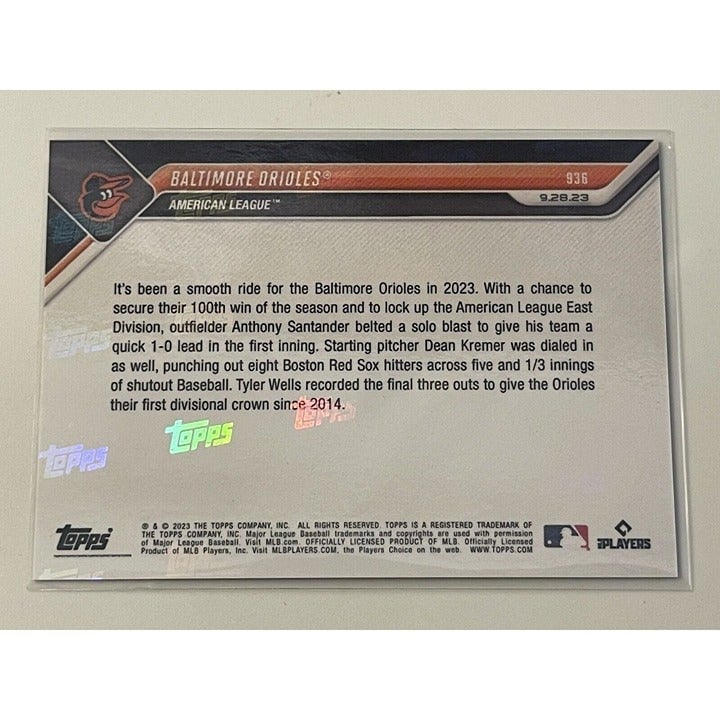 BALTIMORE ORIOLES®
936
AMERICAN LEAGUE™
9.28.23
It's been a smooth ride for the Baltimore Orioles in 2023. With a chance to
secure their 100th win of the season and to lock up the American League East
Division, outfielder Anthony Santander belted a solo blast to give his team a
quick 1-0 lead in the first inning. Starting pitcher Dean Kremer was dialed in
as well, punching out eight Boston Red Sox hitters across five and 1/3 innings
of shutout Baseball. Tyler Wells recorded the final three outs to give the Orioles
their first divisional crown since 2014.
TOPPS
TOPPS
TOPPS
TOPPS
TOPPS
® & © 2023 THE TOPPS COMPANY, INC. ALL RIGHTS RESERVED. TOPPS IS A REGISTERED TRADEMARK OF
THE TOPPS COMPANY, INC. Major League Baseball trademarks and copyrights are used with permission
of Major League Baseball. Visit MLB.com. OFFICIALLY LICENSED PRODUCT OF MLB. Officially Licensed
Product of MLB Players, Inc. Visit MLBPLAYERS.COM, the Players Choice on the web. WWW.TOPPS.COM
PLAYERS